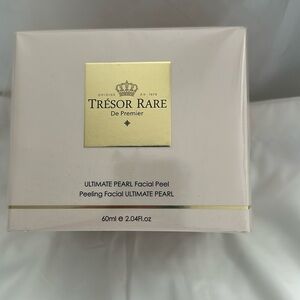 TRÉSOR RARE
De Premier
ULTIMATE PEARL Facial Peel
Peeling Facial ULTIMATE PEARL
60ml e 2.04Fl.oz